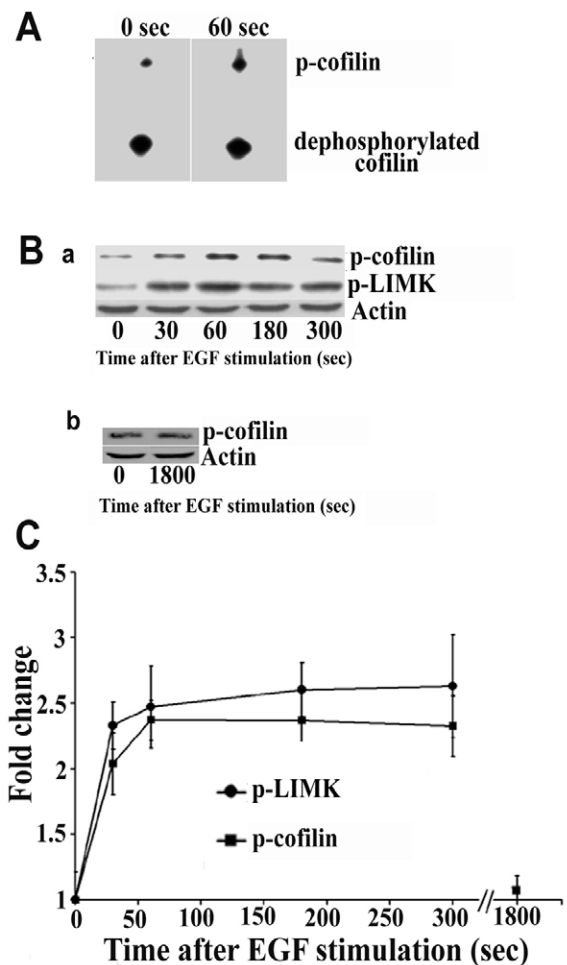 A
0 sec 60 sec
p-cofilin
dephosphorylated
cofilin
B a
p-cofilin
p-LIMK
Actin
0 30 60 180 300
Time after EGF stimulation (sec)
b
p-cofilin
Actin
0 1800
Time after EGF stimulation (sec)
C
3.5
3
2.5
2
1.5
1
Fold change
p-LIMK
p-cofilin
0 50 100 150 200 250 300 1800
Time after EGF stimulation (sec)